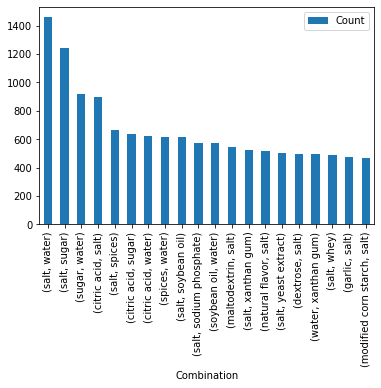 Count
1400
1200
1000
800
600
400
200
0
(salt, water)
(salt, sugar)
(sugar, water)
(citric acid, salt)
(salt, spices)
(citric acid, sugar)
(citric acid, water)
(spices, water)
(salt, soybean oil)
(salt, sodium phosphate)
(soybean oil, water)
(maltodextrin, salt)
(salt, xanthan gum)
(natural flavor, salt)
(salt, yeast extract)
(dextrose, salt)
(water, xanthan gum)
(salt, whey)
(garlic, salt)
(modified corn starch, salt)
Combination